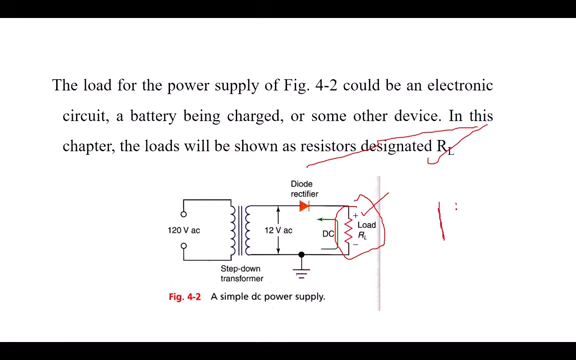 The load for the power supply of Fig. 4-2 could be an electronic
circuit, a battery being charged, or some other device. In this
chapter, the loads will be shown as resistors designated RL
Diode
rectifier
120 V ac
12 V ac
DC
+
Load
RL
−
Step-down
transformer
Fig. 4-2 A simple dc power supply.